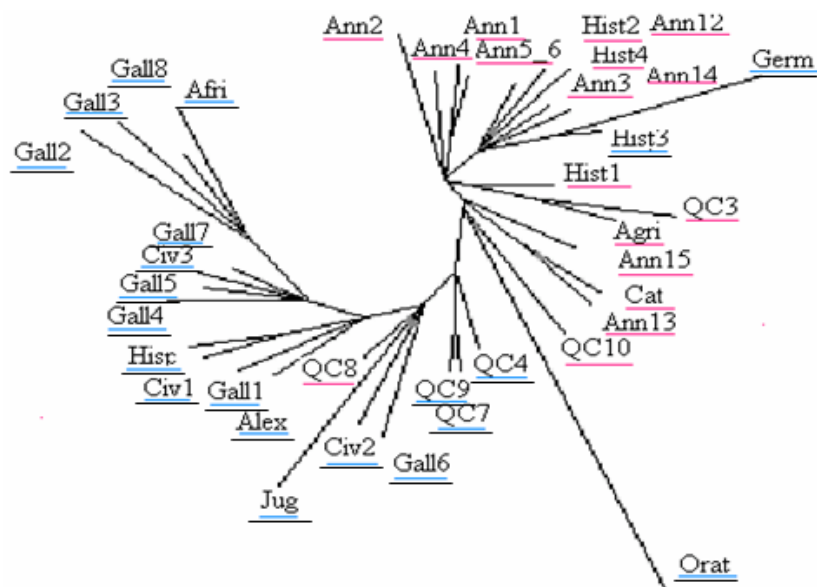 Ann2
Ann1
Hist2 Ann12
Ann4 Ann5_6
Hist4
Germ
Gall8
Afri
Ann3 Ann14
Gall3
Gall2
Hist3
Hist1
QC3
Gall7
Agri
Civ3
Ann15
Gall5
Cat
Gall4
Ann13
Hisp
QC8
QC4
QC10
Civ1
Gall1
QC9
Alex
QC7
Civ2
Gall6
Jug
Orat